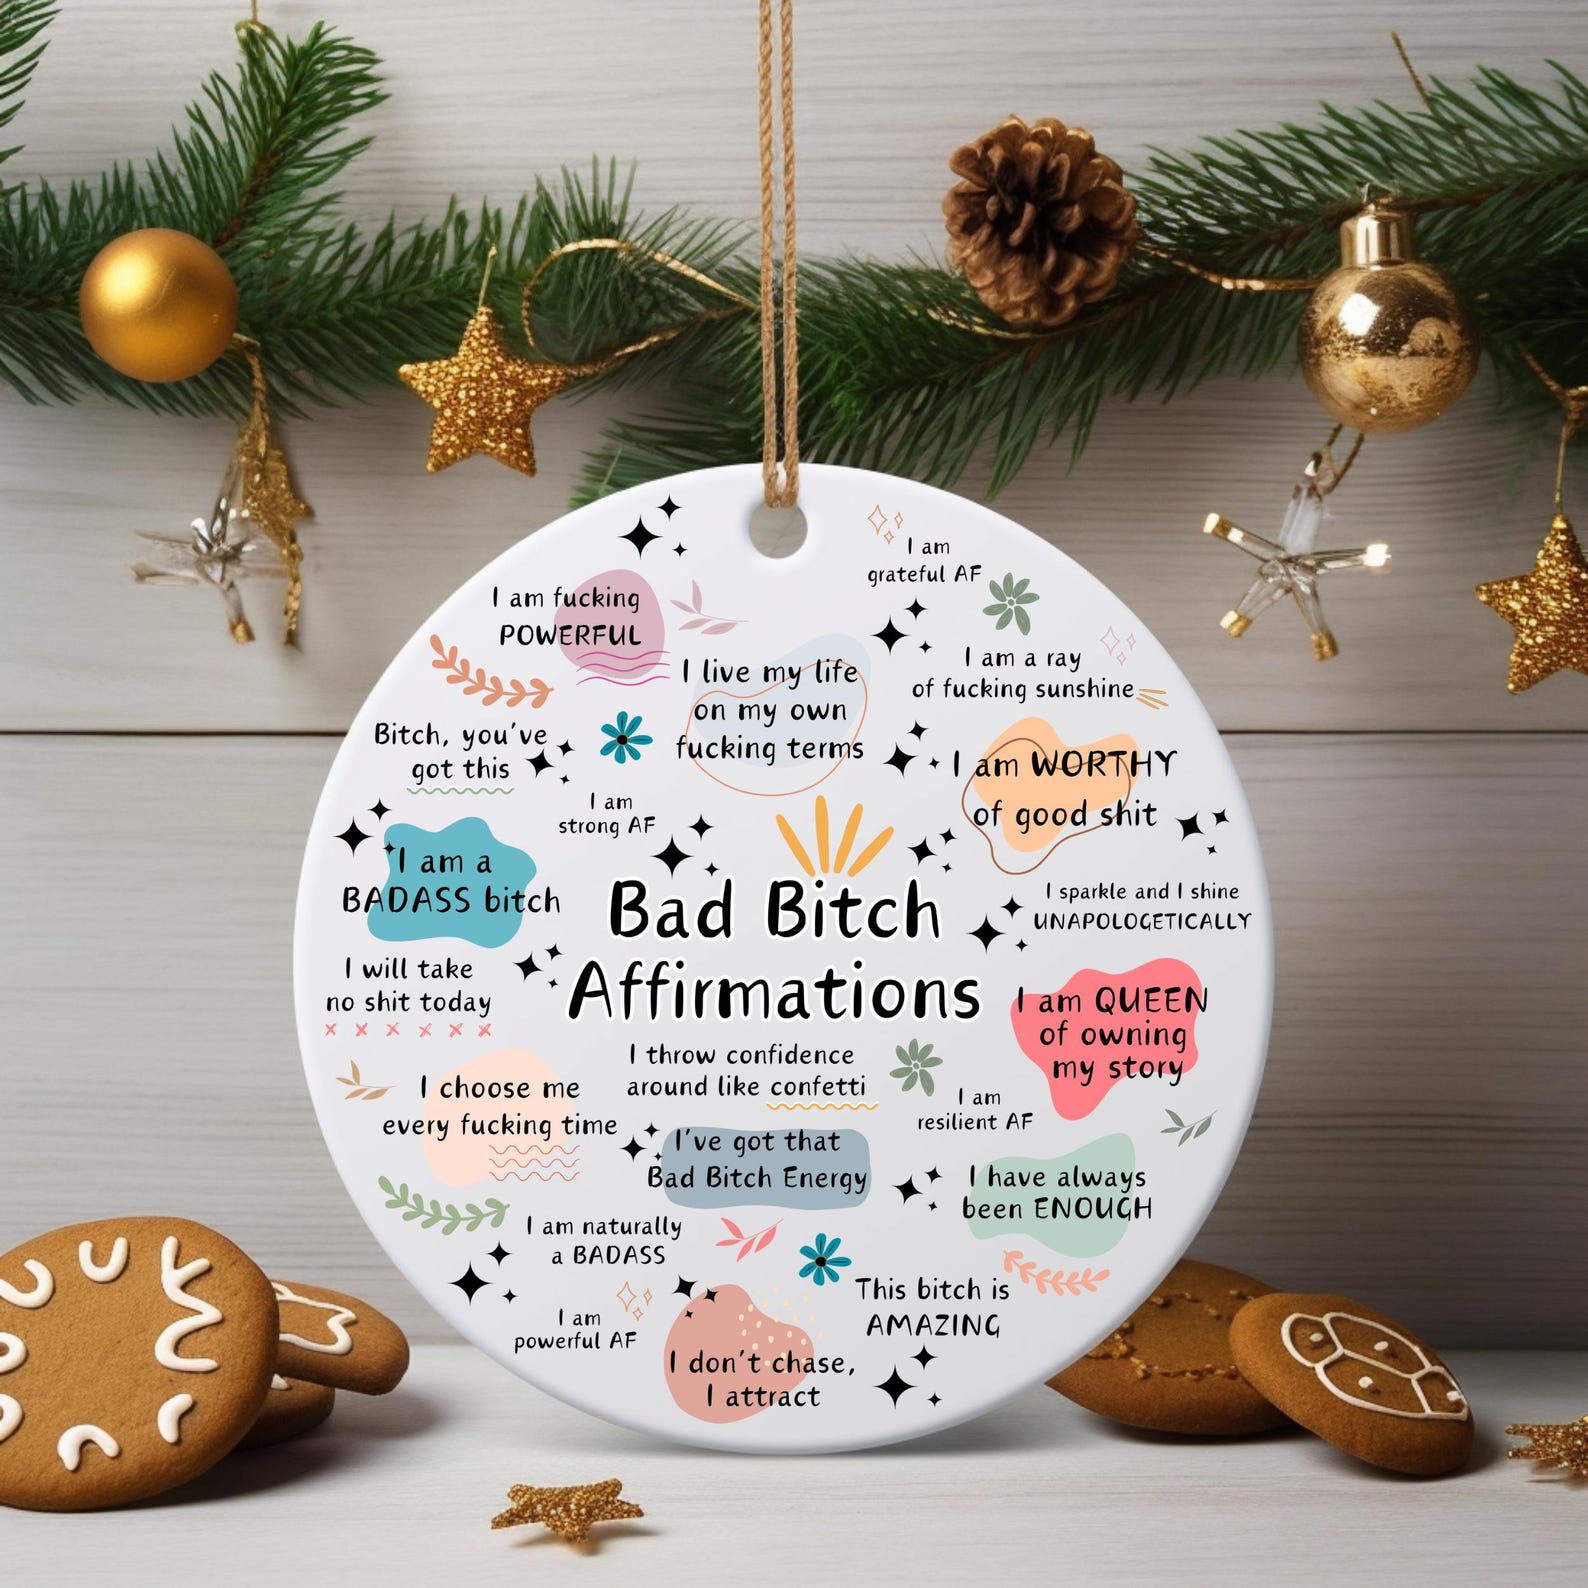 I am fucking
POWERFUL
I am
grateful AF
I live my life
on my own
fucking terms
I am a ray
of fucking sunshine
Bitch, you've
got this
I am
strong AF
I am WORTHY
of good shit
I am a
BADASS bitch
Bad Bitch
Affirmations
I sparkle and I shine
UNAPOLOGETICALLY
I will take
no shit today
I am QUEEN
of owning
my story
I choose me
every fucking time
I throw confidence
around like confetti
I am
resilient AF
I've got that
Bad Bitch Energy
I have always
been ENOUGH
I am naturally
a BADASS
I am
powerful AF
This bitch is
AMAZING
I don't chase,
I attract